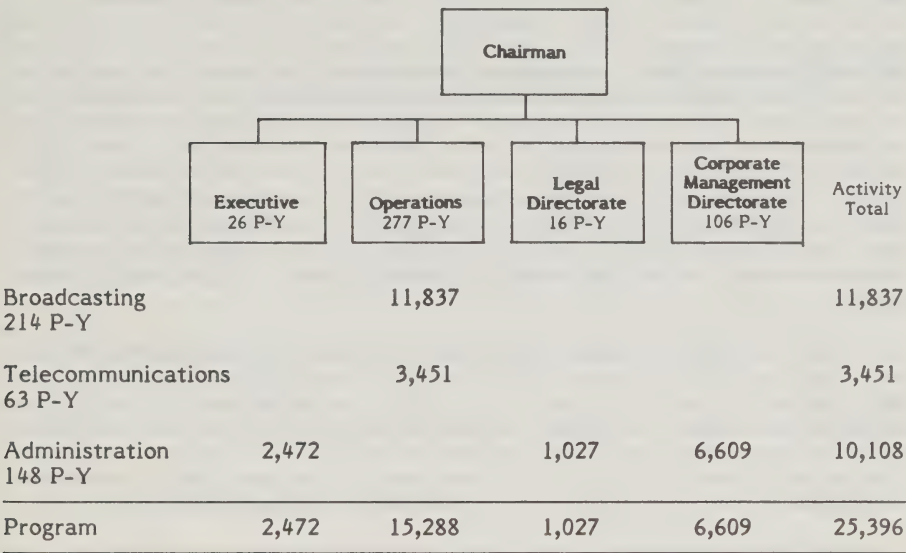 Chairman
Executive
26 P-Y
Operations
277 P-Y
Legal
Directorate
16 P-Y
Corporate
Management
Directorate
106 P-Y
Activity
Total
Broadcasting 11,837 11,837
214 P-Y
Telecommunications 3,451 3,451
63 P-Y
Administration 2,472 1,027 6,609 10,108
148 P-Y
Program 2,472 15,288 1,027 6,609 25,396